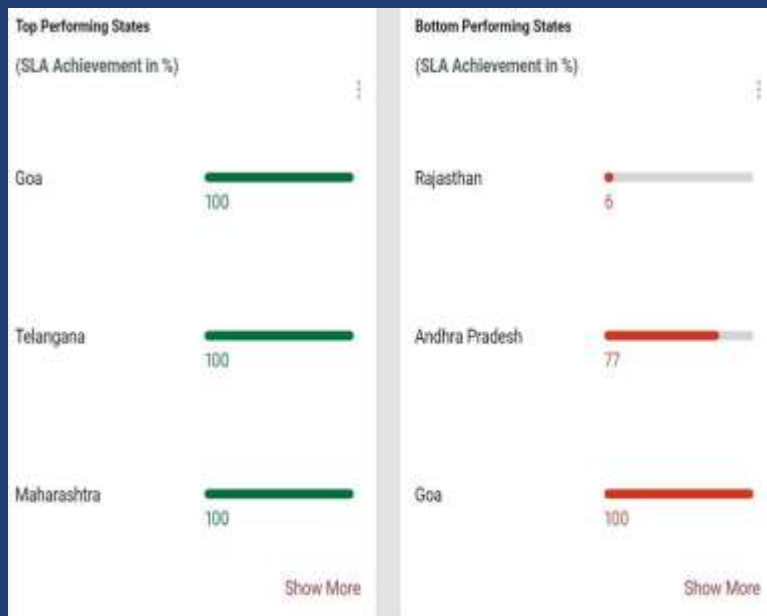 Top Performing States
(SLA Achievement in %)
Goa
100
Telangana
100
Maharashtra
100
Show More
Bottom Performing States
(SLA Achievement in %)
Rajasthan
6
Andhra Pradesh
77
Goa
100
Show More